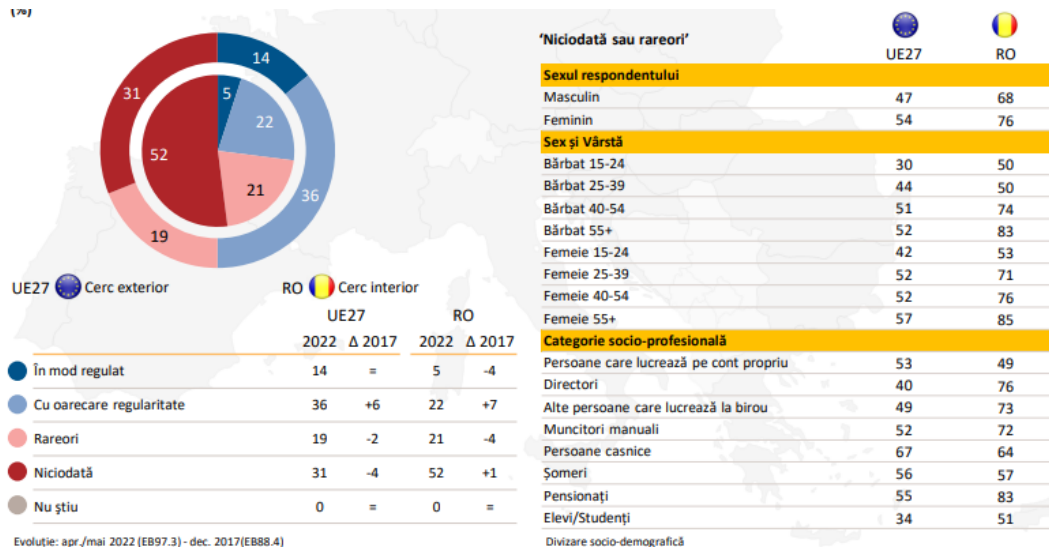 (%)
14
31
5
22
52
21
36
19
UE27 Cerc exterior RO Cerc interior
UE27 RO
2022 Δ 2017 2022 Δ 2017
În mod regulat 14 = 5 -4
Cu oarecare regularitate 36 +6 22 +7
Rareori 19 -2 21 -4
Niciodată 31 -4 52 +1
Nu știu 0 = 0 =
Evoluție: apr./mai 2022 (EB97.3) - dec. 2017(EB88.4)
'Niciodată sau rareori'
UE27 RO
Sexul respondentului
Masculin 47 68
Feminin 54 76
Sex și Vârstă
Bărbat 15-24 30 50
Bărbat 25-39 44 50
Bărbat 40-54 51 74
Bărbat 55+ 52 83
Femeie 15-24 42 53
Femeie 25-39 52 71
Femeie 40-54 52 76
Femeie 55+ 57 85
Categorie socio-profesională
Persoane care lucrează pe cont propriu 53 49
Directori 40 76
Alte persoane care lucrează la birou 49 73
Muncitori manuali 52 72
Persoane casnice 67 64
Șomeri 56 57
Pensionați 55 83
Elevi/Studenți 34 51
Divizare socio-demografică